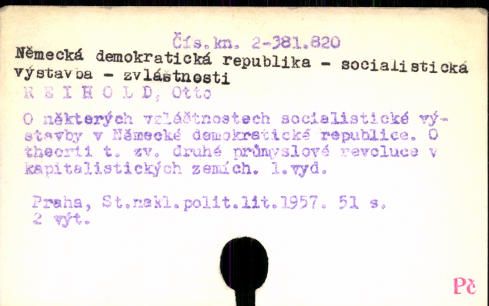 Čís.kn. 2-381.820
Německá demokratická republika - socialistická
výstavba - zvláštnosti
R E I H O L D, Otto
O některých zvláštnostech socialistické vý-
stavby v Německé demokratické republice. O
theorii t. zv. druhé průmyslové revoluce v
kapitalistických zemích. 1.vyd.
Praha, St.nakl.polit.lit.1957. 51 s.
2 výt.
Pč